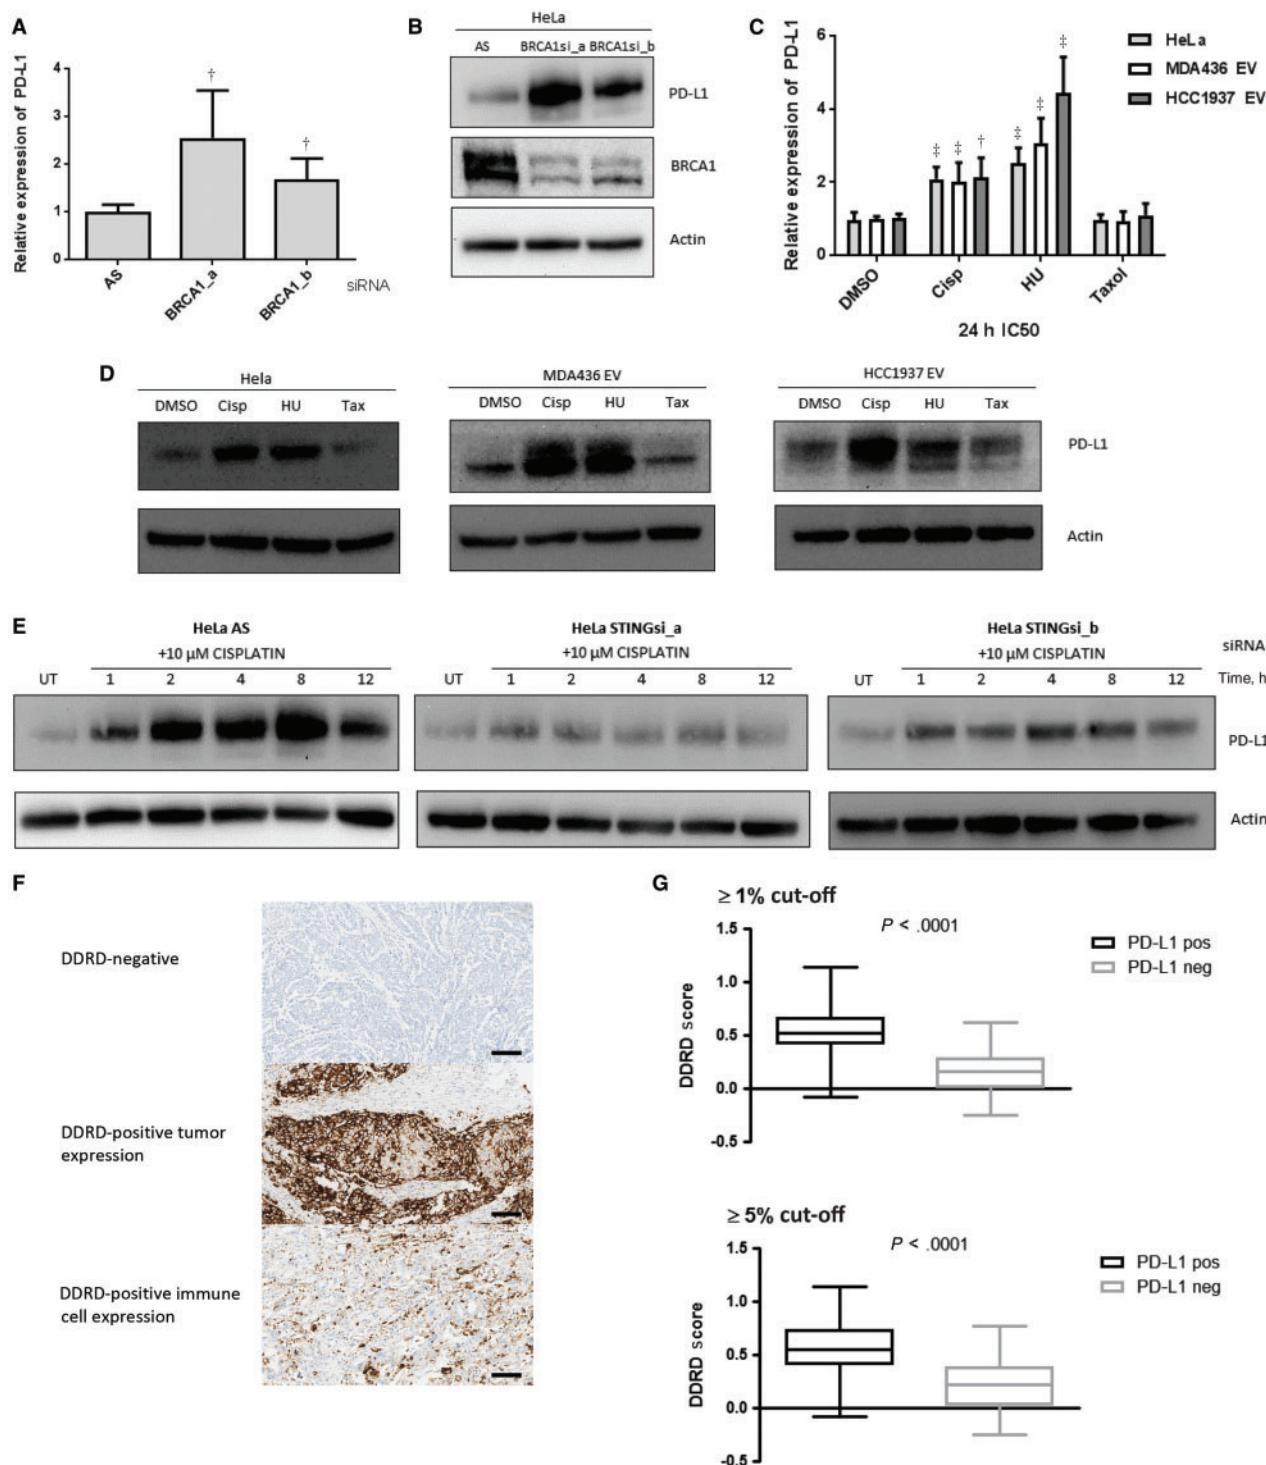 A
Relative expression of PD-L1
4
3
2
1
0
†
†
AS
BRCA1_a
BRCA1_b
siRNA
B
HeLa
AS BRCA1si_a BRCA1si_b
PD-L1
BRCA1
Actin
C
Relative expression of PD-L1
6
4
2
0
‡ ‡ †
‡ ‡ ‡
HeLa
MDA436 EV
HCC1937 EV
DMSO
Cisp
HU
Taxol
24 h IC50
D
Hela
DMSO Cisp HU Tax
MDA436 EV
DMSO Cisp HU Tax
HCC1937 EV
DMSO Cisp HU Tax
PD-L1
Actin
E
HeLa AS
+10 µM CISPLATIN
UT 1 2 4 8 12
HeLa STINGsi_a
+10 µM CISPLATIN
UT 1 2 4 8 12
HeLa STINGsi_b
+10 µM CISPLATIN
UT 1 2 4 8 12
siRNA
Time, h
PD-L1
Actin
F
DDRD-negative
DDRD-positive tumor
expression
DDRD-positive immune
cell expression
G
≥ 1% cut-off
P < .0001
DDRD score
1.5
1.0
0.5
0.0
-0.5
PD-L1 pos
PD-L1 neg
≥ 5% cut-off
P < .0001
DDRD score
1.5
1.0
0.5
0.0
-0.5
PD-L1 pos
PD-L1 neg